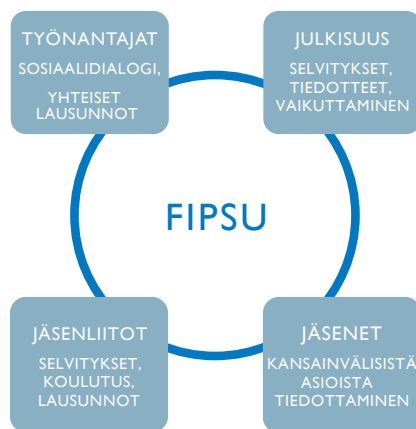 TYÖNANTAJAT
SOSIAALIDIALOGI,
YHTEISET
LAUSUNNOT
JULKISUUS
SELVITYKSET,
TIEDOTTEET,
VAIKUTTAMINEN
FIPSU
JÄSENLIITOT
SELVITYKSET,
KOULUTUS,
LAUSUNNOT
JÄSENET
KANSAINVÄLISISTÄ
ASIOISTA
TIEDOTTAMINEN